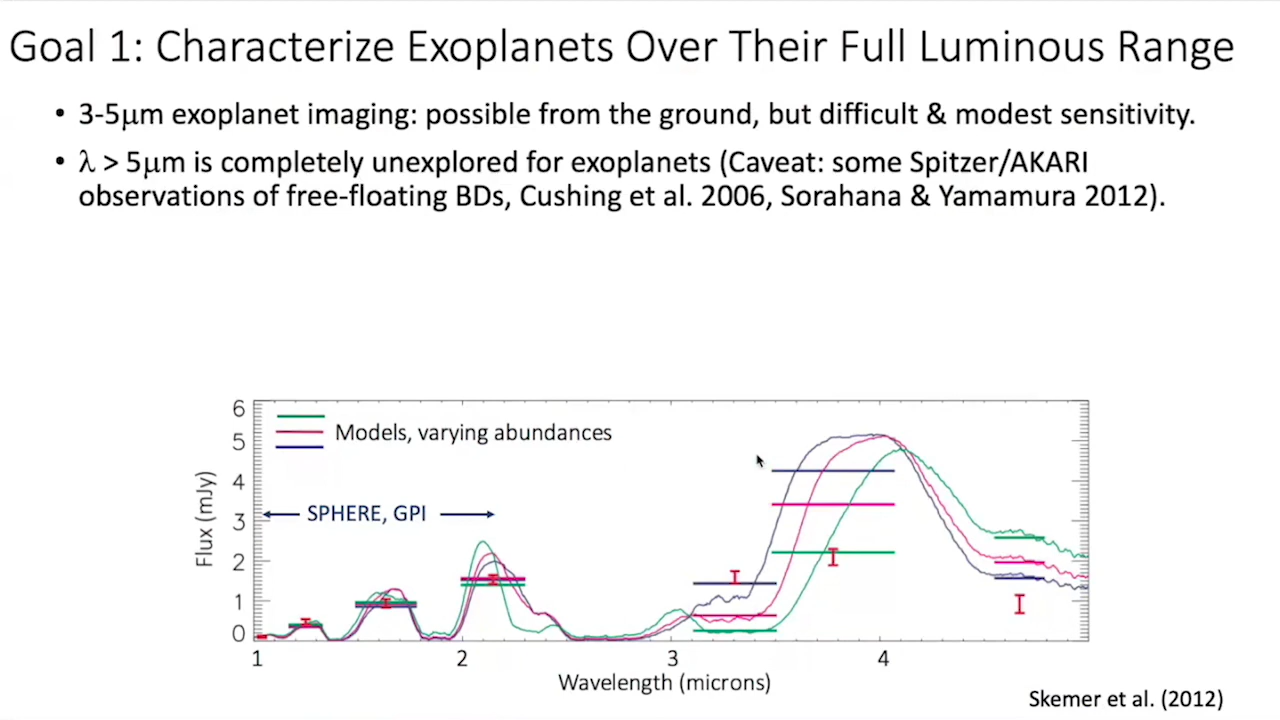 Goal 1: Characterize Exoplanets Over Their Full Luminous Range
• 3-5μm exoplanet imaging: possible from the ground, but difficult & modest sensitivity.
• λ > 5μm is completely unexplored for exoplanets (Caveat: some Spitzer/AKARI
observations of free-floating BDs, Cushing et al. 2006, Sorahana & Yamamura 2012).
6
5
4
3
2
1
0
Flux (mJy)
Models, varying abundances
SPHERE, GPI
1 2 3 4
Wavelength (microns)
Skemer et al. (2012)